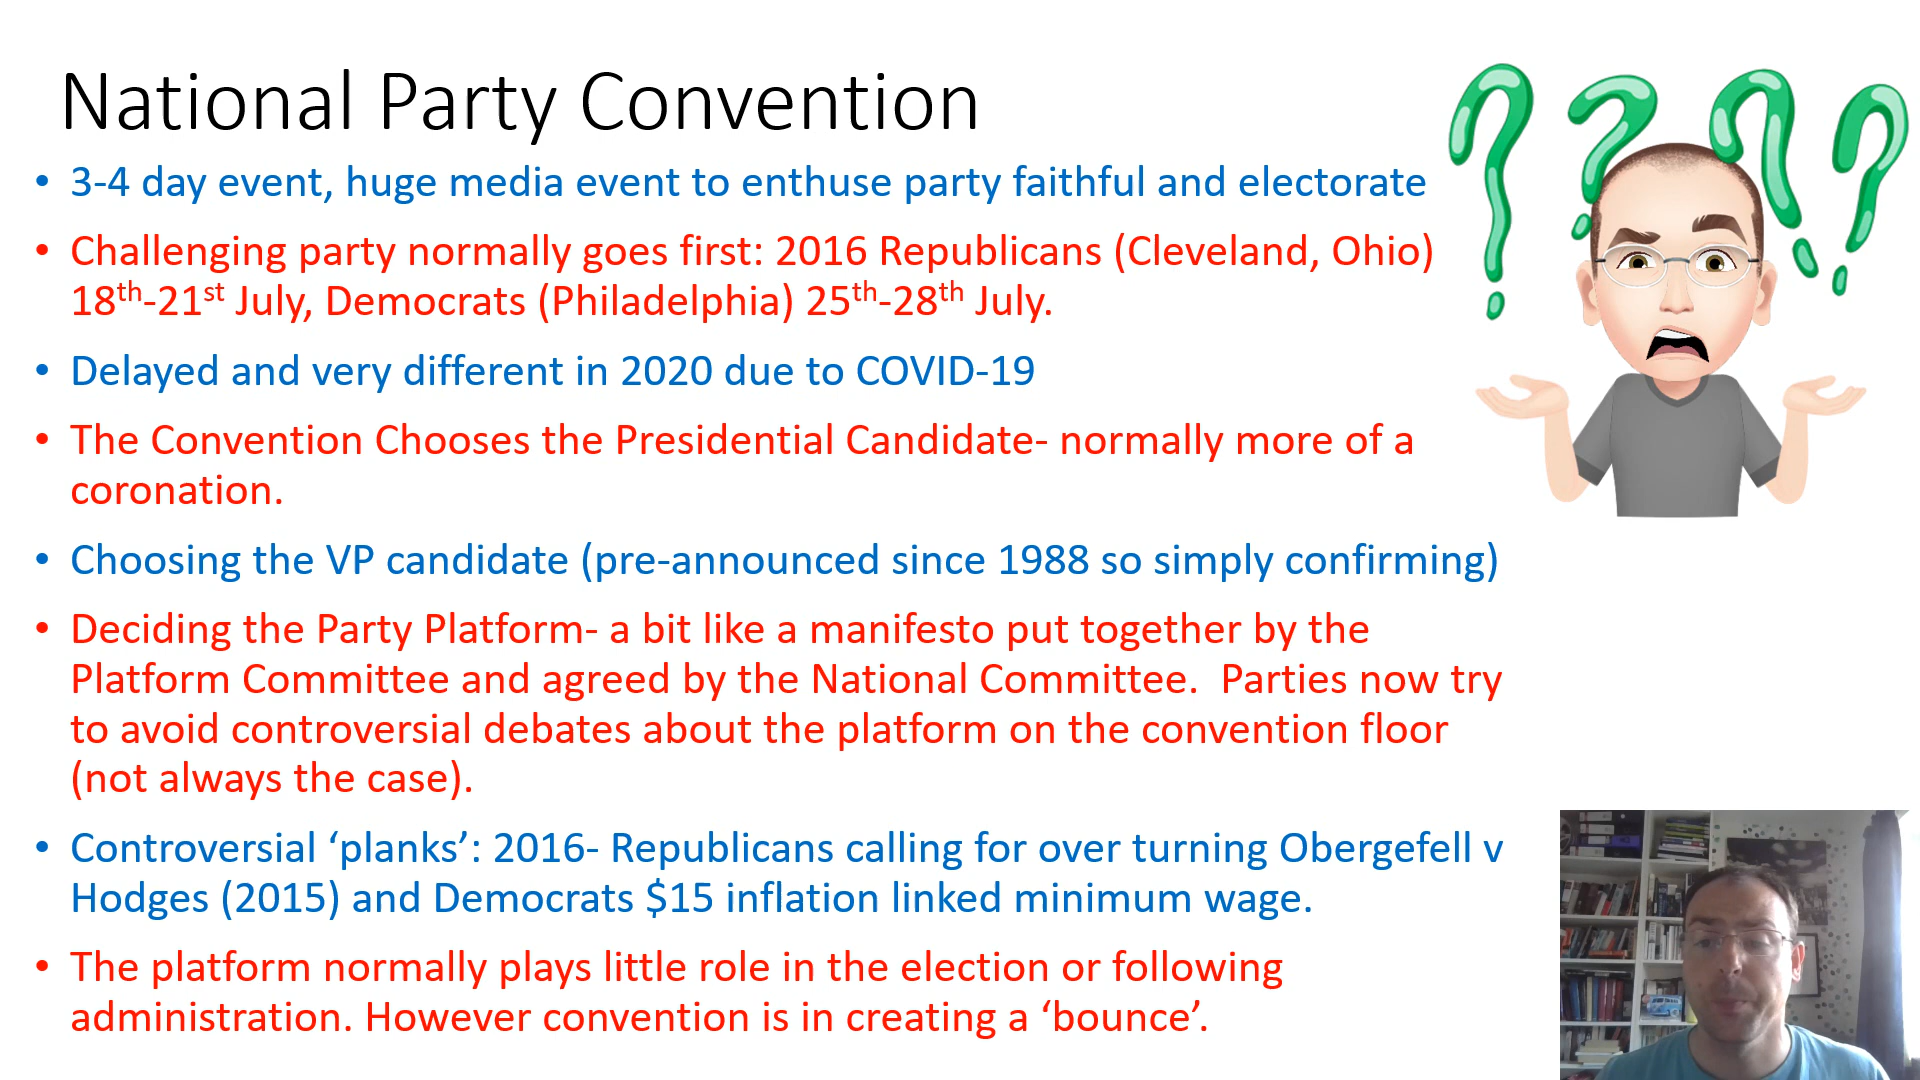 National Party Convention
• 3-4 day event, huge media event to enthuse party faithful and electorate
• Challenging party normally goes first: 2016 Republicans (Cleveland, Ohio)
18th-21st July, Democrats (Philadelphia) 25th-28th July.
• Delayed and very different in 2020 due to COVID-19
• The Convention Chooses the Presidential Candidate- normally more of a
coronation.
• Choosing the VP candidate (pre-announced since 1988 so simply confirming)
• Deciding the Party Platform- a bit like a manifesto put together by the
Platform Committee and agreed by the National Committee.  Parties now try
to avoid controversial debates about the platform on the convention floor
(not always the case).
• Controversial ‘planks’: 2016- Republicans calling for over turning Obergefell v
Hodges (2015) and Democrats $15 inflation linked minimum wage.
• The platform normally plays little role in the election or following
administration. However convention is in creating a ‘bounce’.